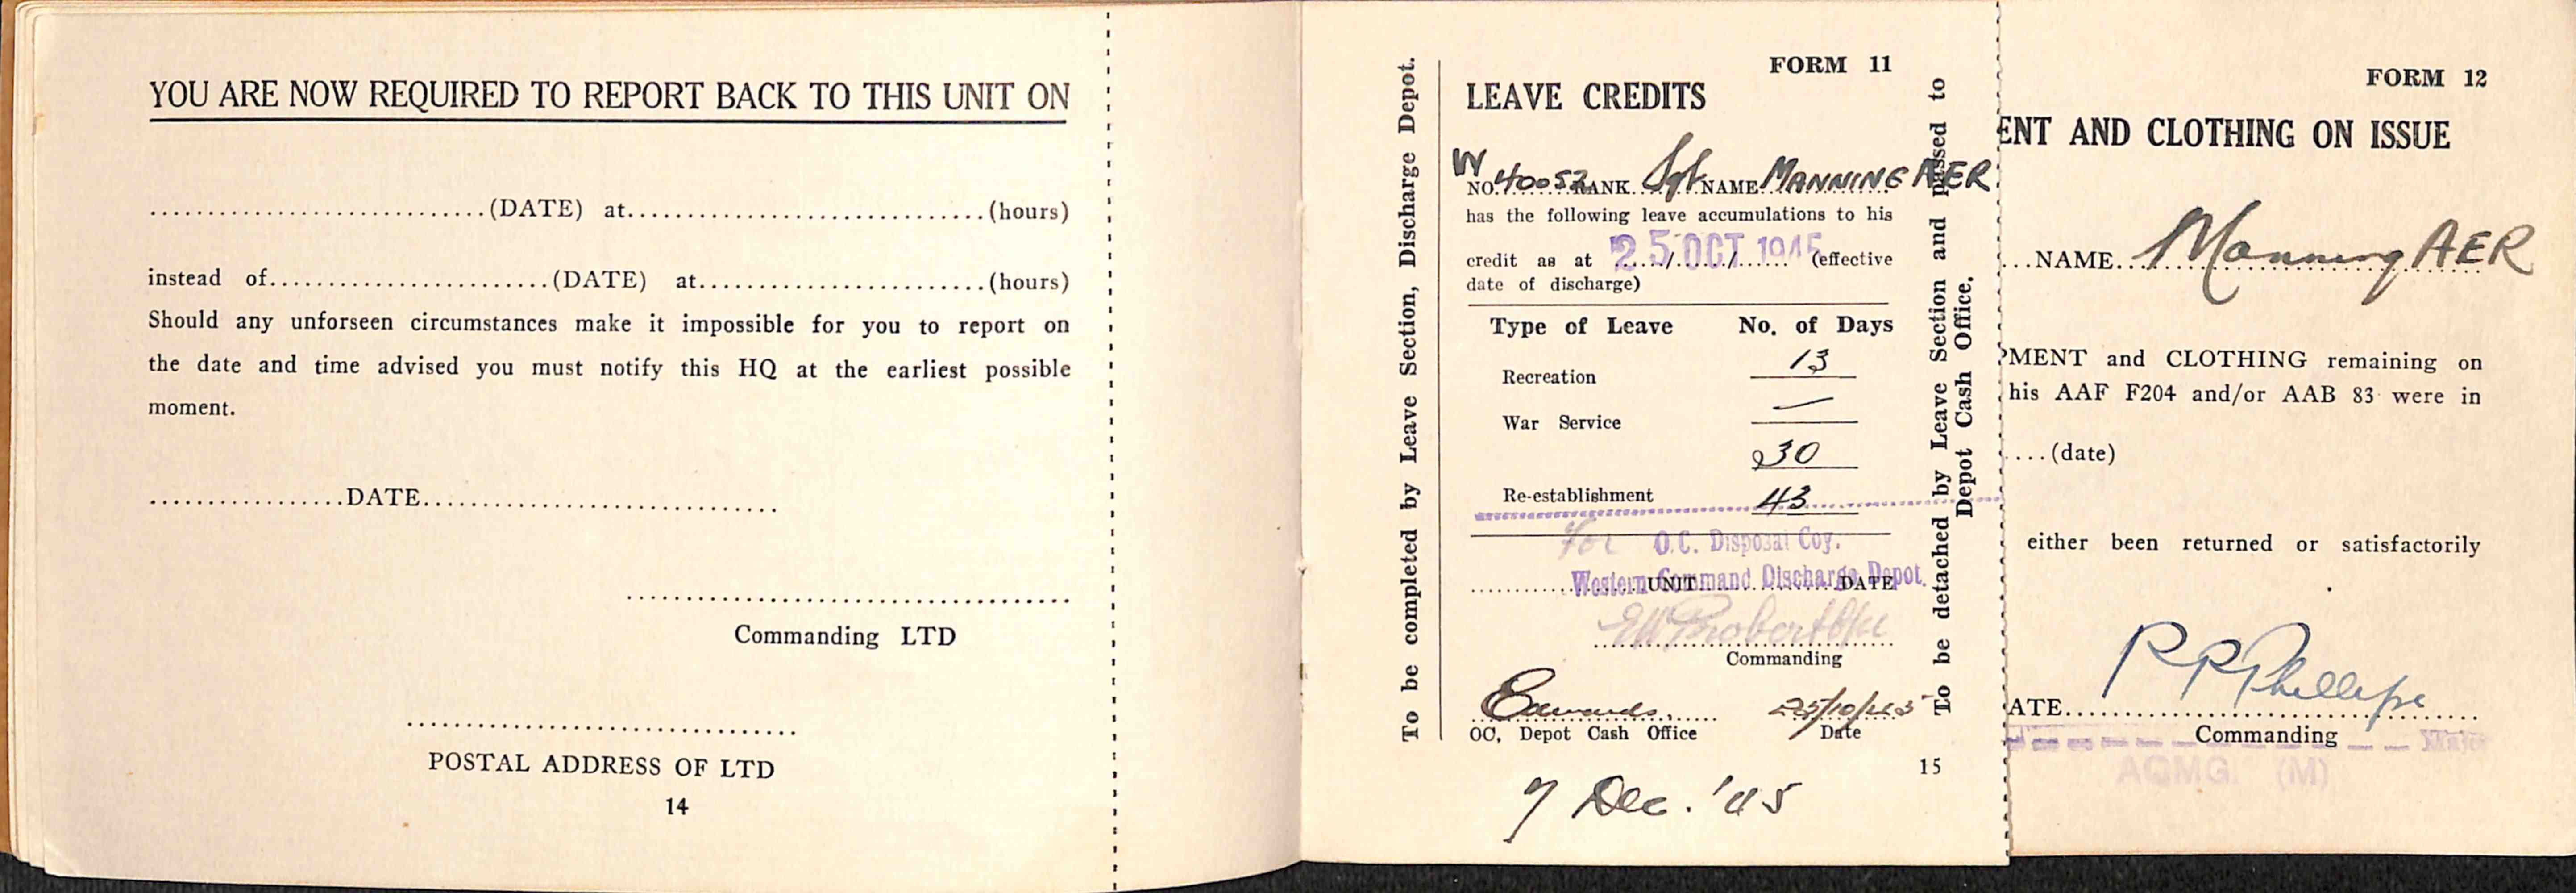 YOU ARE NOW REQUIRED TO REPORT BACK TO THIS UNIT ON
..............................(DATE) at..............................(hours)
instead of.........................(DATE) at..........................(hours)
Should any unforseen circumstances make it impossible for you to report on
the date and time advised you must notify this HQ at the earliest possible
moment.
..................DATE................................
Commanding LTD
POSTAL ADDRESS OF LTD
14
To be completed by Leave Section, Discharge Depot.
FORM 11
LEAVE CREDITS
W
NO. 40052 RANK. Sgt NAME MANNING AER
has the following leave accumulations to his
credit as at 25 OCT 1945 (effective
date of discharge)
Type of Leave No. of Days
Recreation 13
War Service —
30
Re-establishment 43
For O.C. Disposal Coy.
Western Command Discharge Depot.
UNIT DATE
Commanding
Edwards 25/10/45
OC, Depot Cash Office Date
15
7 Dec. '45
To be detached by Leave Section and passed to
Depot Cash Office.
FORM 12
ENT AND CLOTHING ON ISSUE
...NAME... Manning AER
PMENT and CLOTHING remaining on
his AAF F204 and/or AAB 83 were in
....(date)
either been returned or satisfactorily
RR Phillips
ATE
Commanding
Major
AQMG (M)